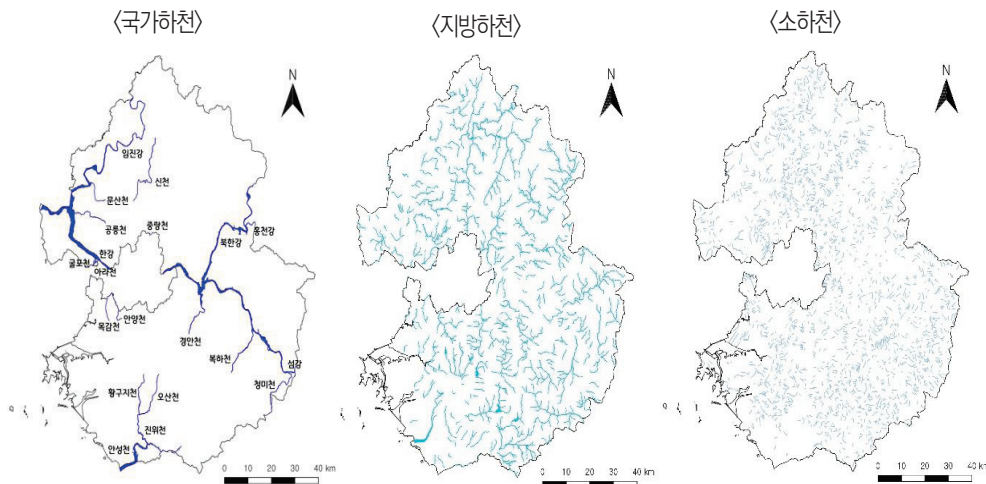 〈국가하천〉
〈지방하천〉
〈소하천〉
N
N
N
임진강
신천
문산천
공릉천
중랑천
북한강
홍천강
한강
굴포천
아라천
목감천
안양천
경안천
복하천
섬강
청미천
황구지천
오산천
진위천
안성천
0 10 20 30 40 km
0 10 20 30 40 km
0 10 20 30 40 km